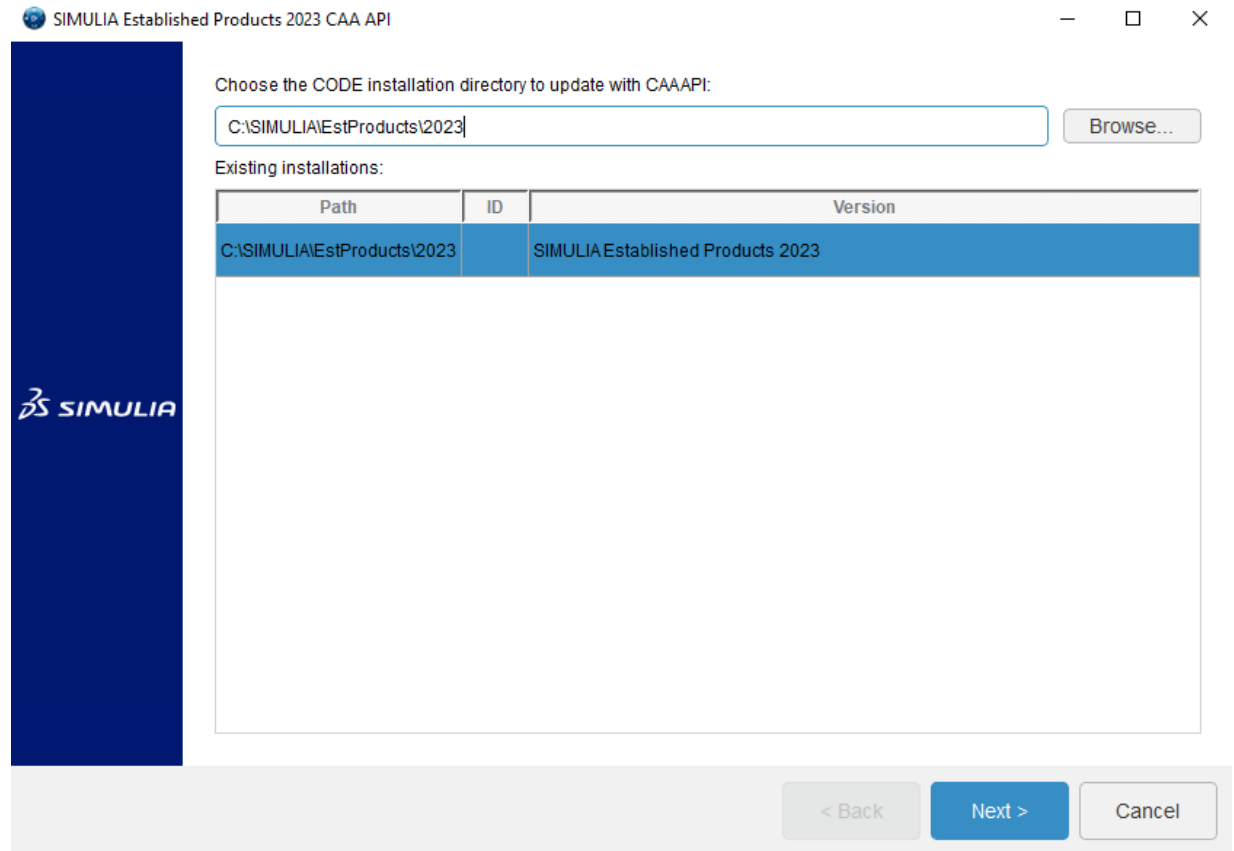 SIMULIA Established Products 2023 CAA API
Choose the CODE installation directory to update with CAAAPI:
C:\SIMULIA\EstProducts\2023
Browse...
Existing installations:
Path ID Version
C:\SIMULIA\EstProducts\2023 SIMULIA Established Products 2023
3S SIMULIA
< Back Next > Cancel